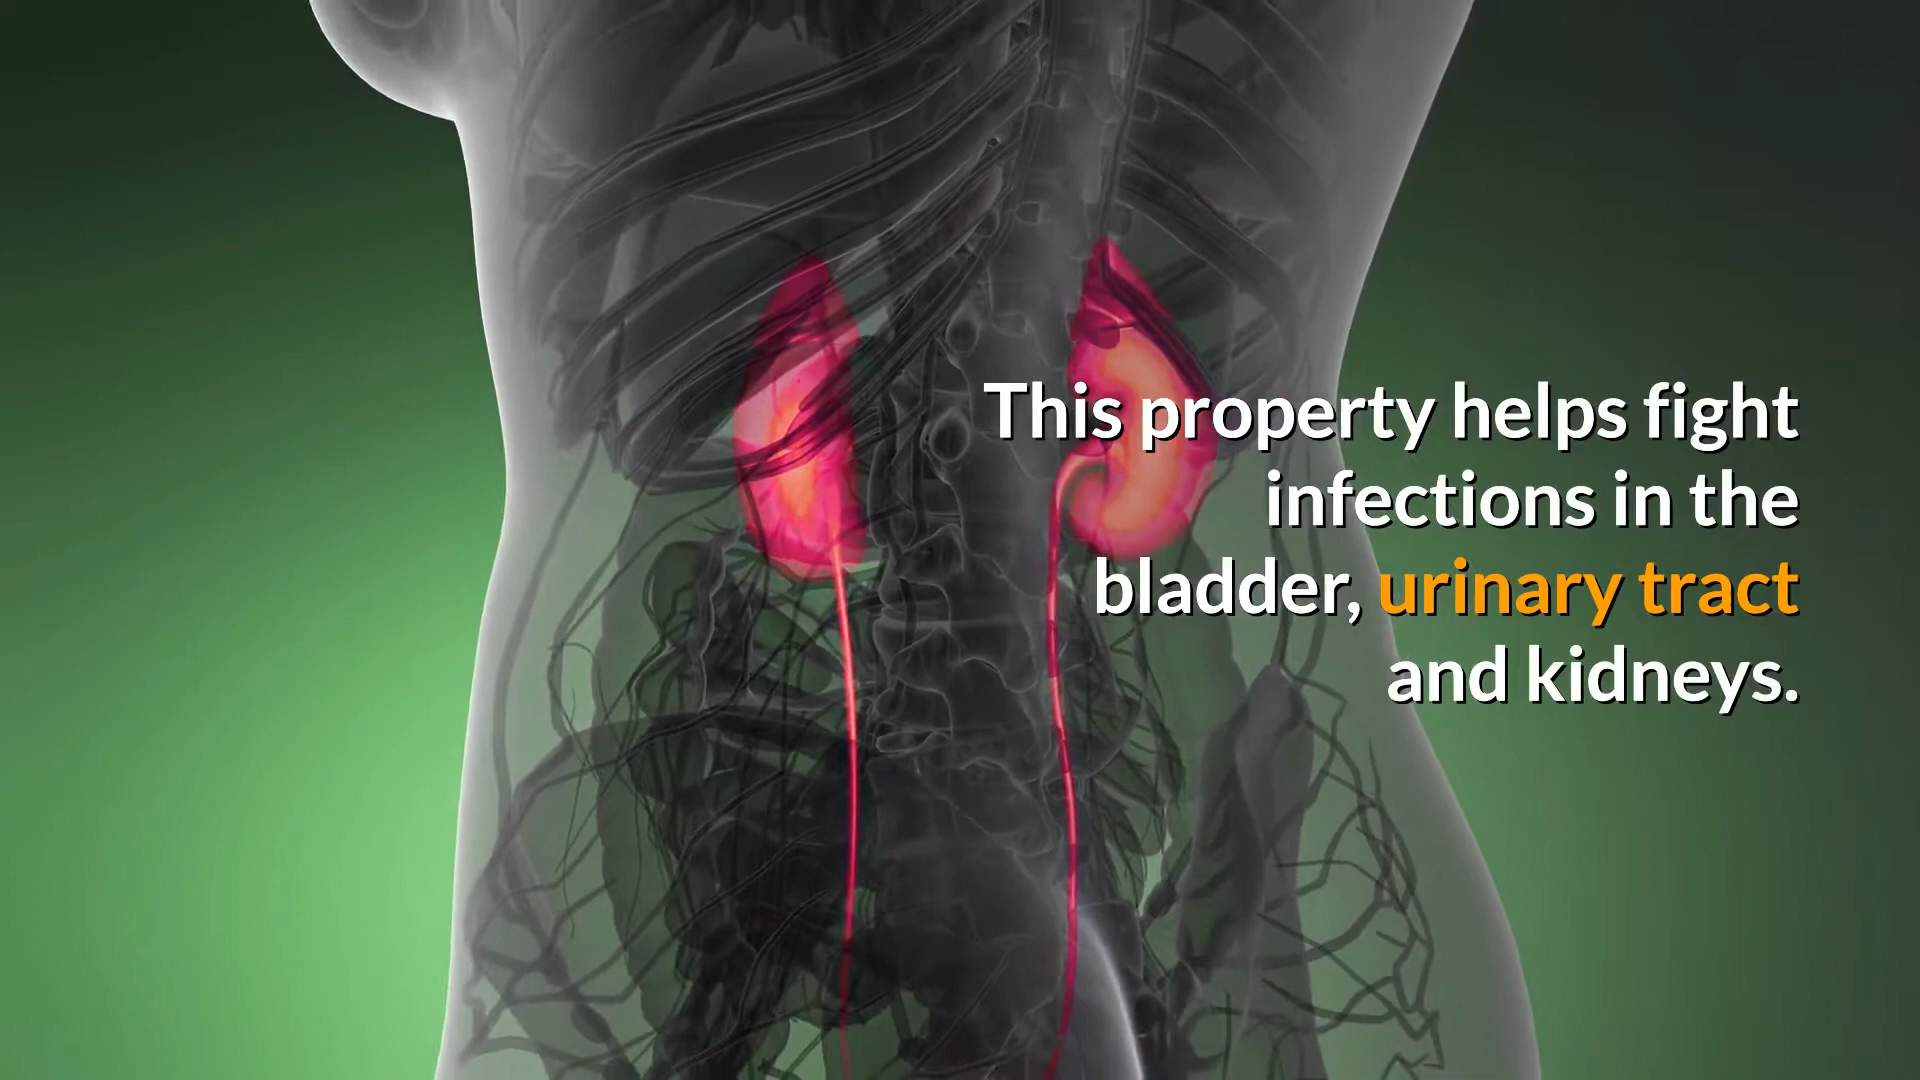 This property helps fight
infections in the
bladder, urinary tract
and kidneys.